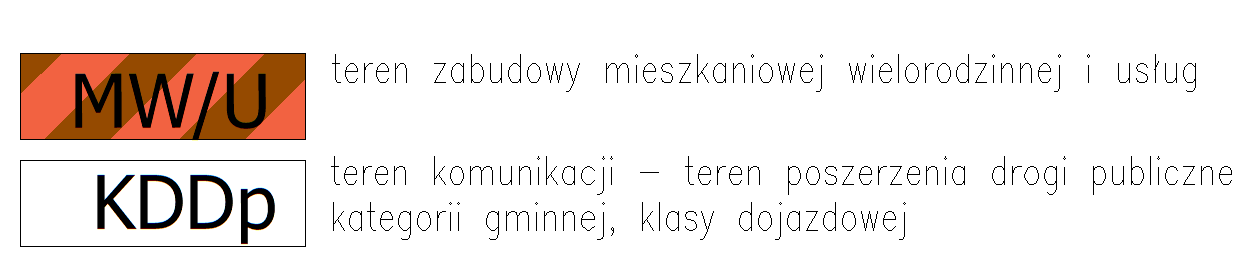 MW/U teren zabudowy mieszkaniowej wielorodzinnej i usług
KDDp teren komunikacji – teren poszerzenia drogi publiczne
kategorii gminnej, klasy dojazdowej